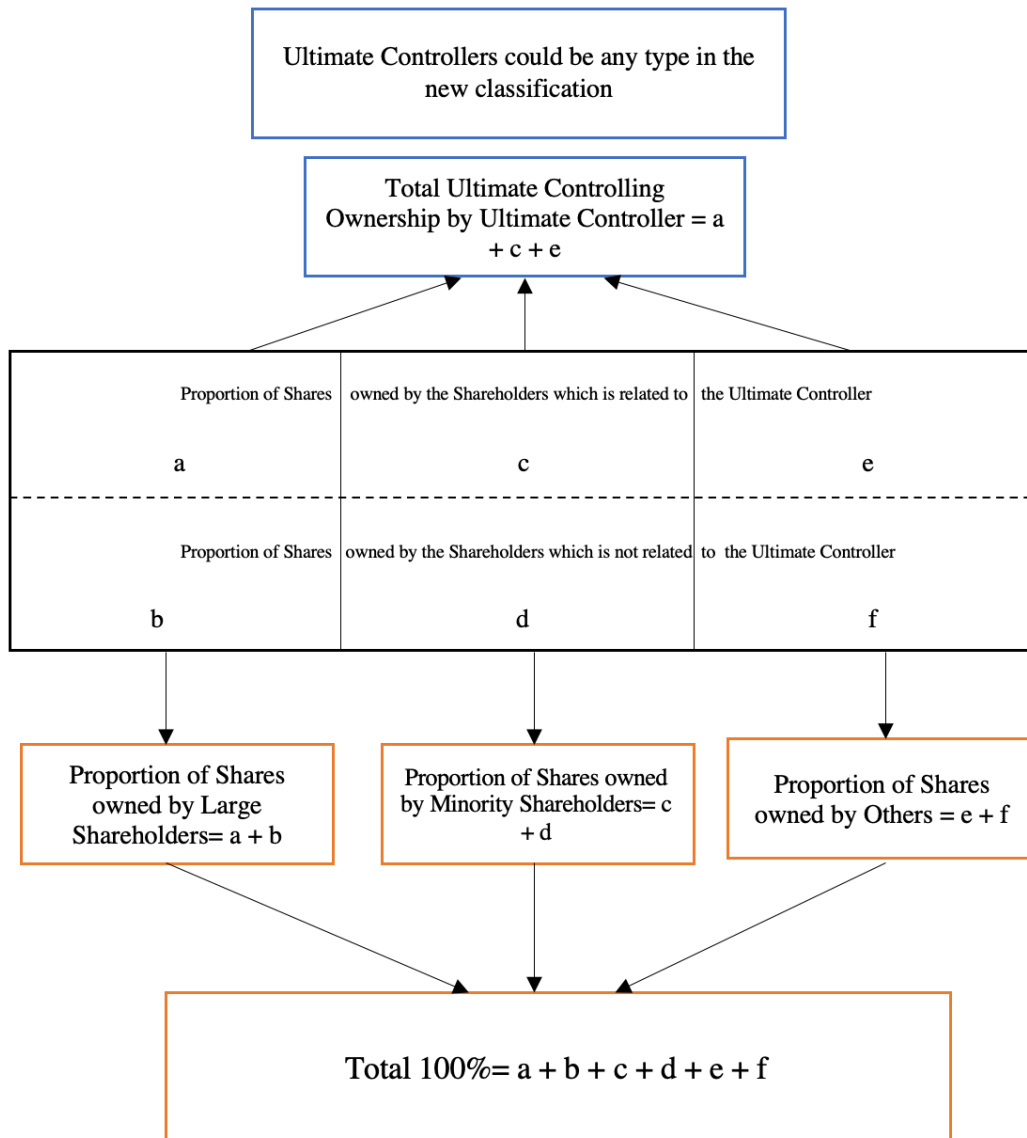 Ultimate Controllers could be any type in the
new classification
Total Ultimate Controlling
Ownership by Ultimate Controller = a
+ c + e
Proportion of Shares owned by the Shareholders which is related to the Ultimate Controller
a c e
Proportion of Shares owned by the Shareholders which is not related to the Ultimate Controller
b d f
Proportion of Shares
owned by Large
Shareholders= a + b
Proportion of Shares owned
by Minority Shareholders= c
+ d
Proportion of Shares
owned by Others = e + f
Total 100%= a + b + c + d + e + f